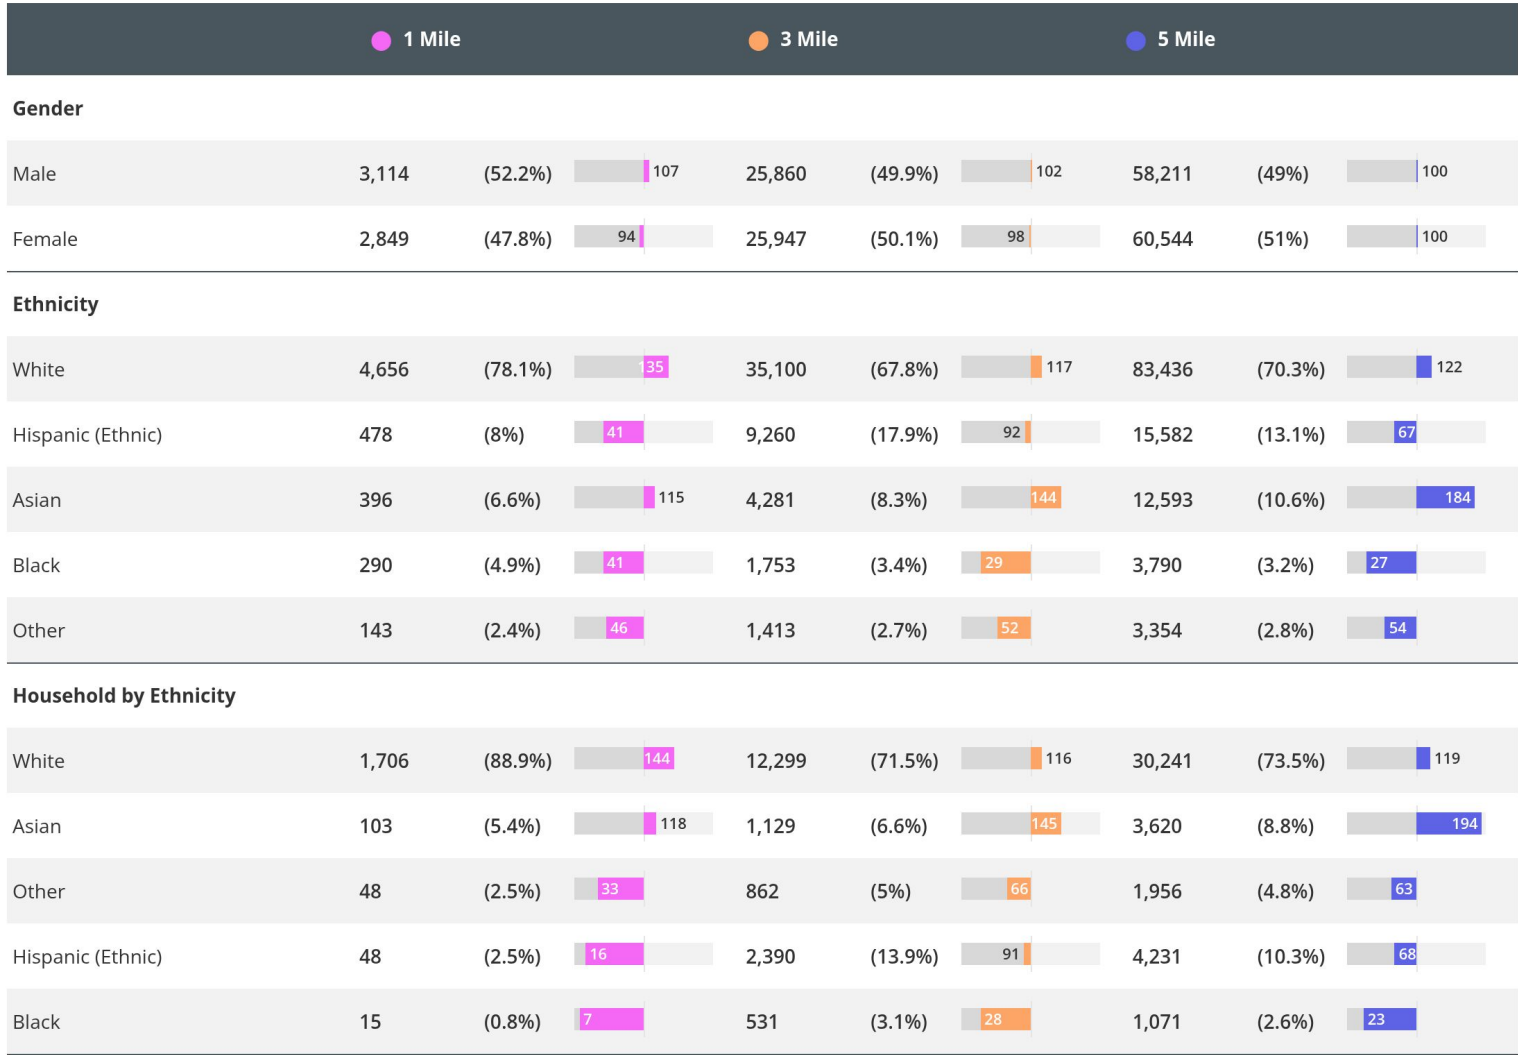 1 Mile 3 Mile 5 Mile
Gender
Male 3,114 (52.2%) 107 25,860 (49.9%) 102 58,211 (49%) 100
Female 2,849 (47.8%) 94 25,947 (50.1%) 98 60,544 (51%) 100
Ethnicity
White 4,656 (78.1%) 135 35,100 (67.8%) 117 83,436 (70.3%) 122
Hispanic (Ethnic) 478 (8%) 41 9,260 (17.9%) 92 15,582 (13.1%) 67
Asian 396 (6.6%) 115 4,281 (8.3%) 144 12,593 (10.6%) 184
Black 290 (4.9%) 41 1,753 (3.4%) 29 3,790 (3.2%) 27
Other 143 (2.4%) 46 1,413 (2.7%) 52 3,354 (2.8%) 54
Household by Ethnicity
White 1,706 (88.9%) 144 12,299 (71.5%) 116 30,241 (73.5%) 119
Asian 103 (5.4%) 118 1,129 (6.6%) 145 3,620 (8.8%) 194
Other 48 (2.5%) 33 862 (5%) 66 1,956 (4.8%) 63
Hispanic (Ethnic) 48 (2.5%) 16 2,390 (13.9%) 91 4,231 (10.3%) 68
Black 15 (0.8%) 7 531 (3.1%) 28 1,071 (2.6%) 23